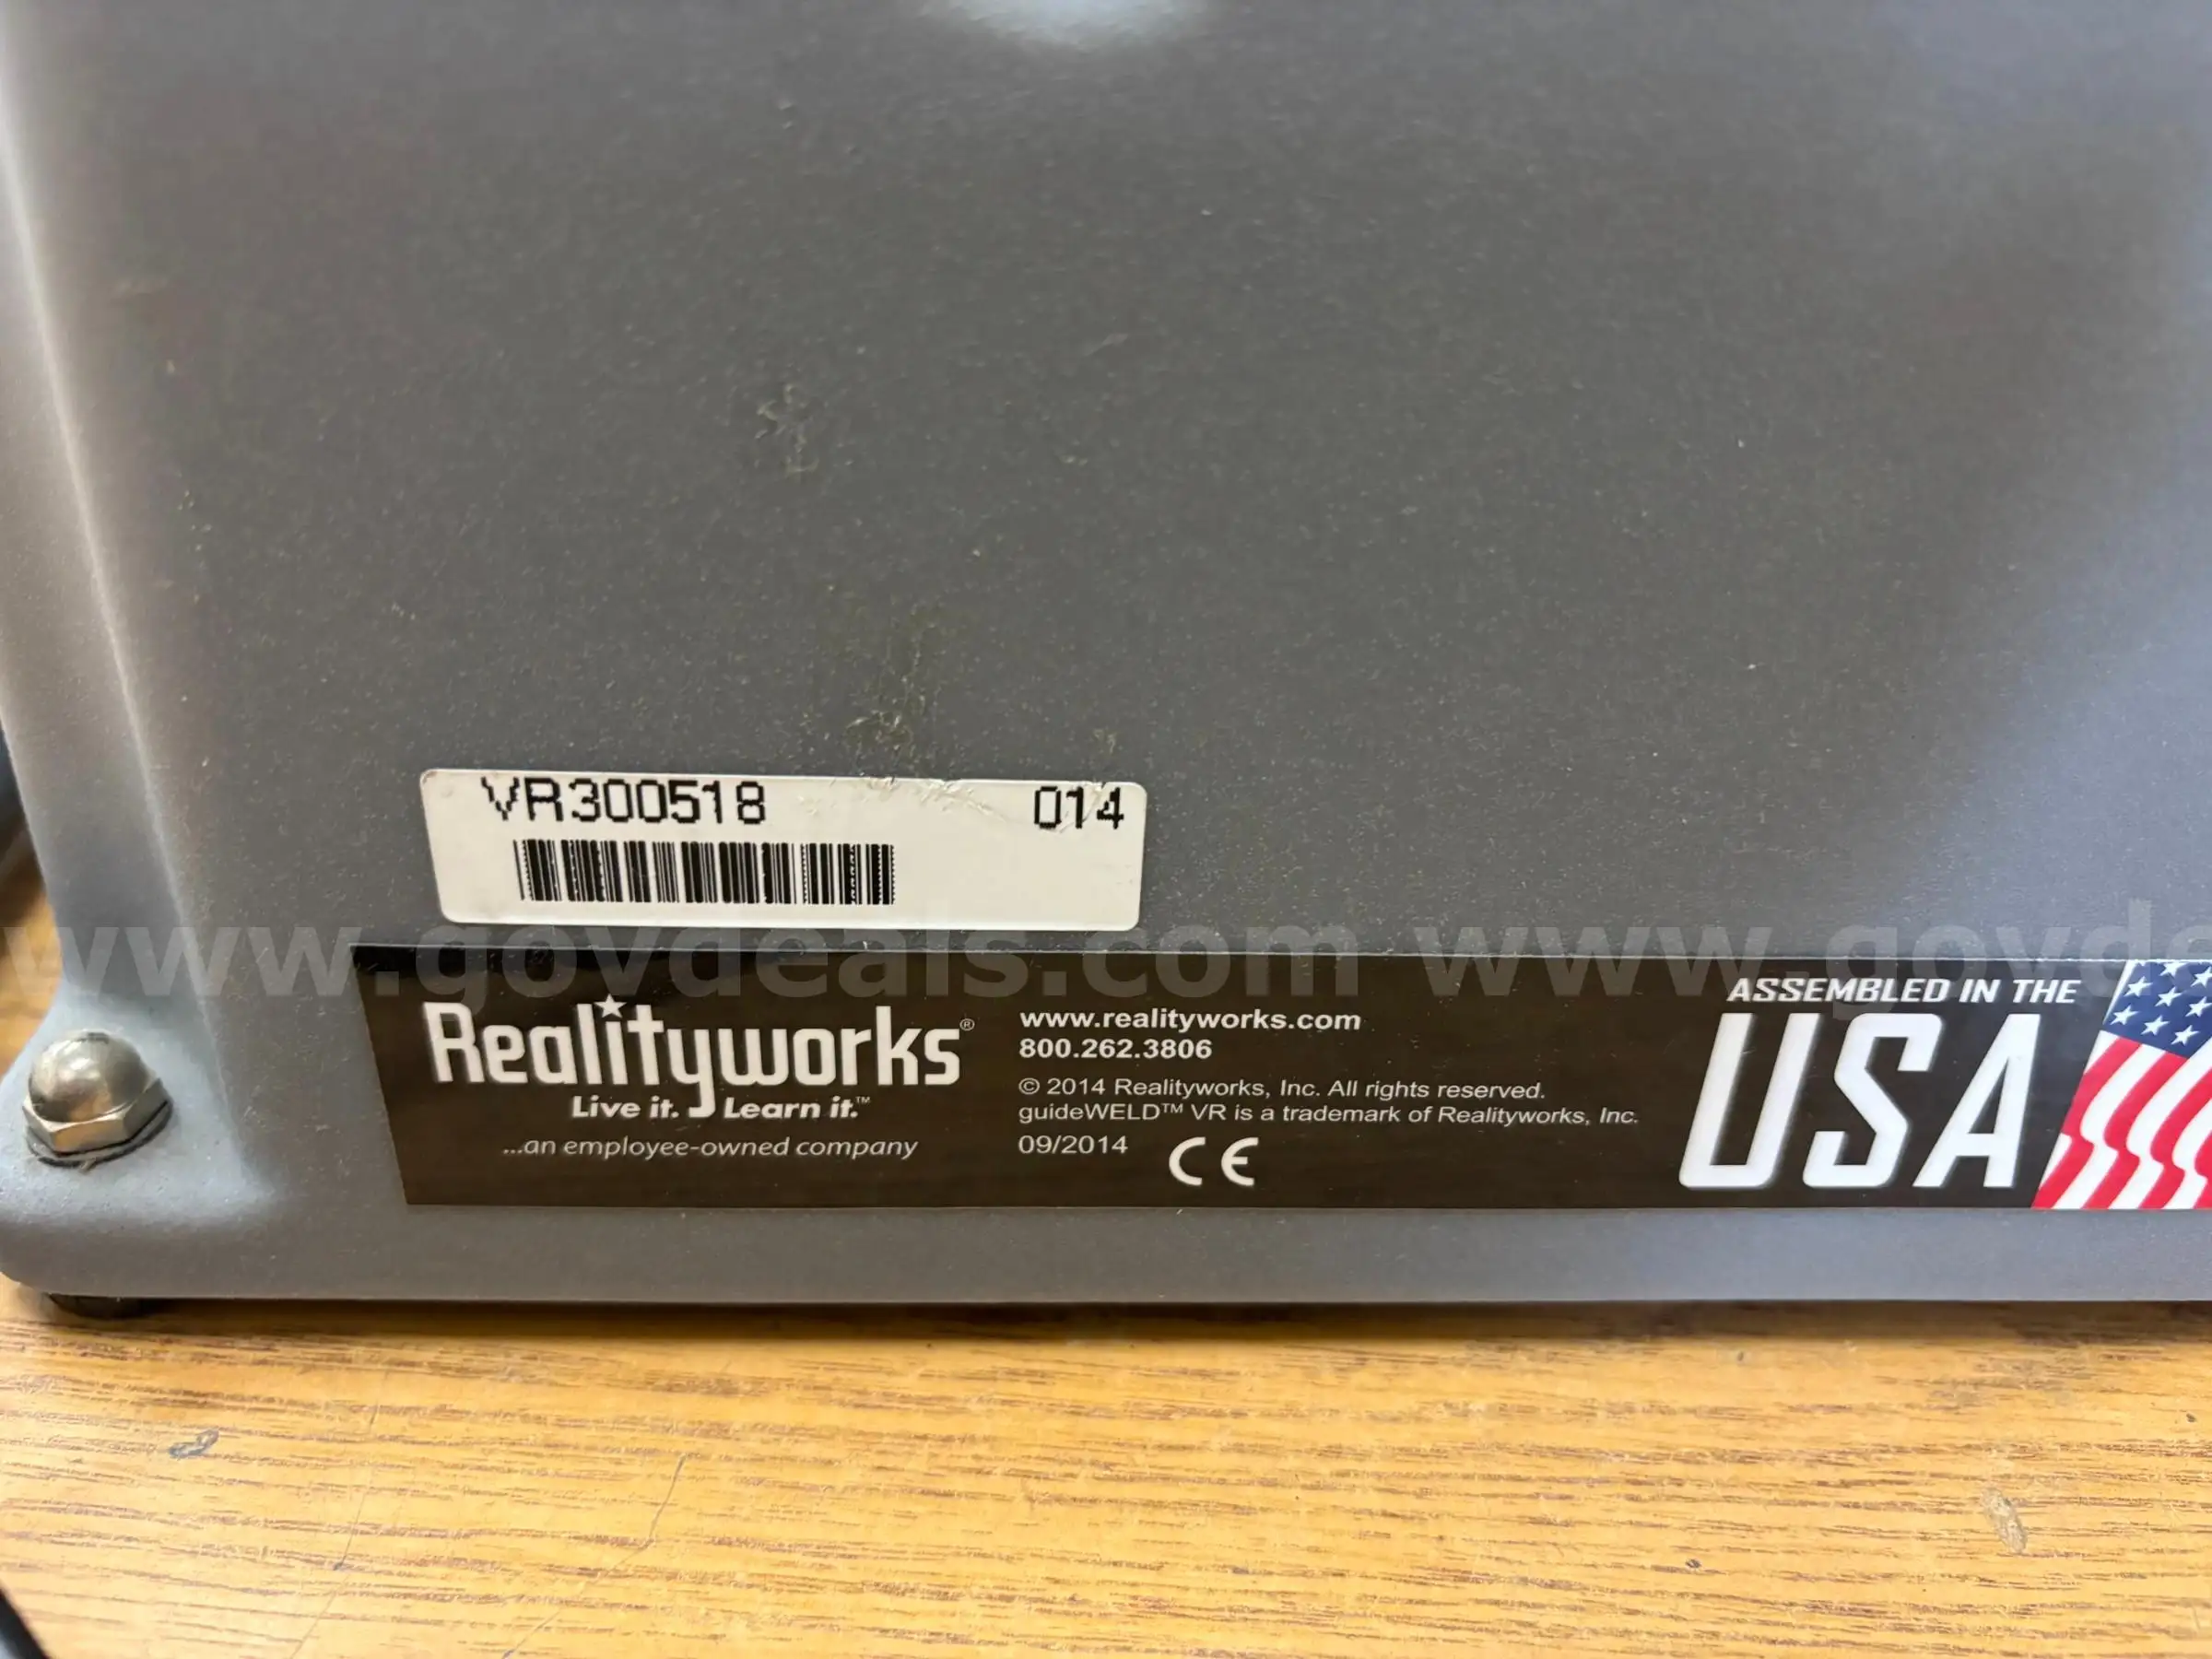 VR300518 014
www.govdeals.com www.govde
Realityworks®
Live it. Learn it.™
...an employee-owned company
www.realityworks.com
800.262.3806
© 2014 Realityworks, Inc. All rights reserved.
guideWELD™ VR is a trademark of Realityworks, Inc.
09/2014 CE
ASSEMBLED IN THE
USA